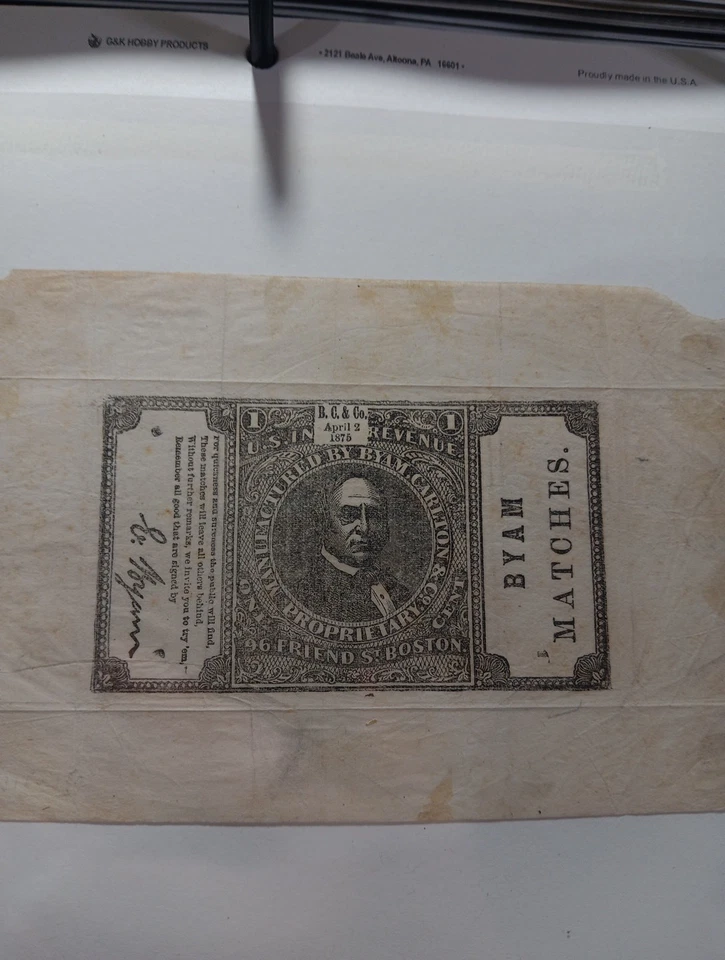 G&K HOBBY PRODUCTS
• 2121 Beale Ave, Altoona, PA 16601 •
Proudly made in the U.S.A.
For quickness and sureness the public will find,
These matches will leave all others behind,
Without further remarks, we invite you to try 'em,
Remember all good that are signed by
E. Byam
1
1
B. C. & Co.
April 2
1875
U.S. IN REVENUE
MANUFACTURED BY BYAM, CARLTON & CO.
PROPRIETARY
ONE
CENT
96 FRIEND ST BOSTON.
BYAM
MATCHES.